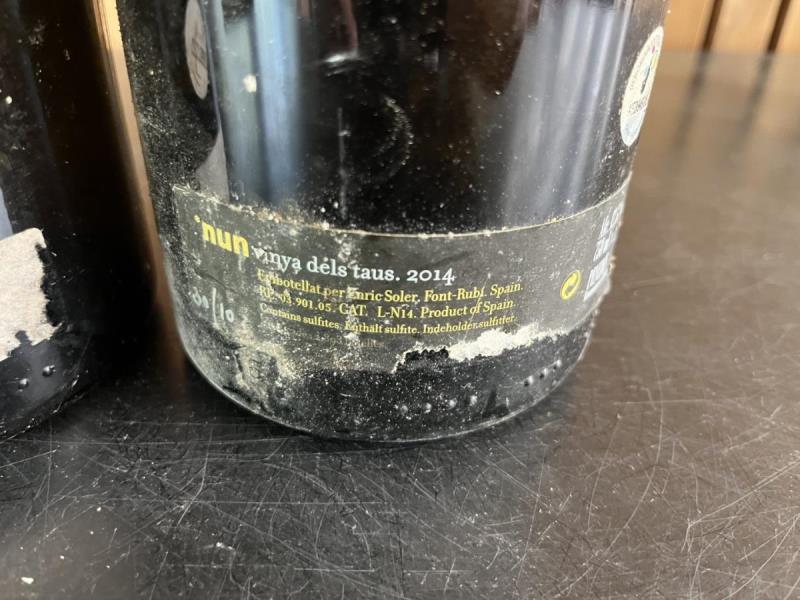 nun vinya dels taus. 2014
Embotellat per Enric Soler. Font-Rubí. Spain.
RE. 03.901.05. CAT. L-N14. Product of Spain.
Contains sulfites. Enthält sulfite. Indeholder sulfitter.
/10